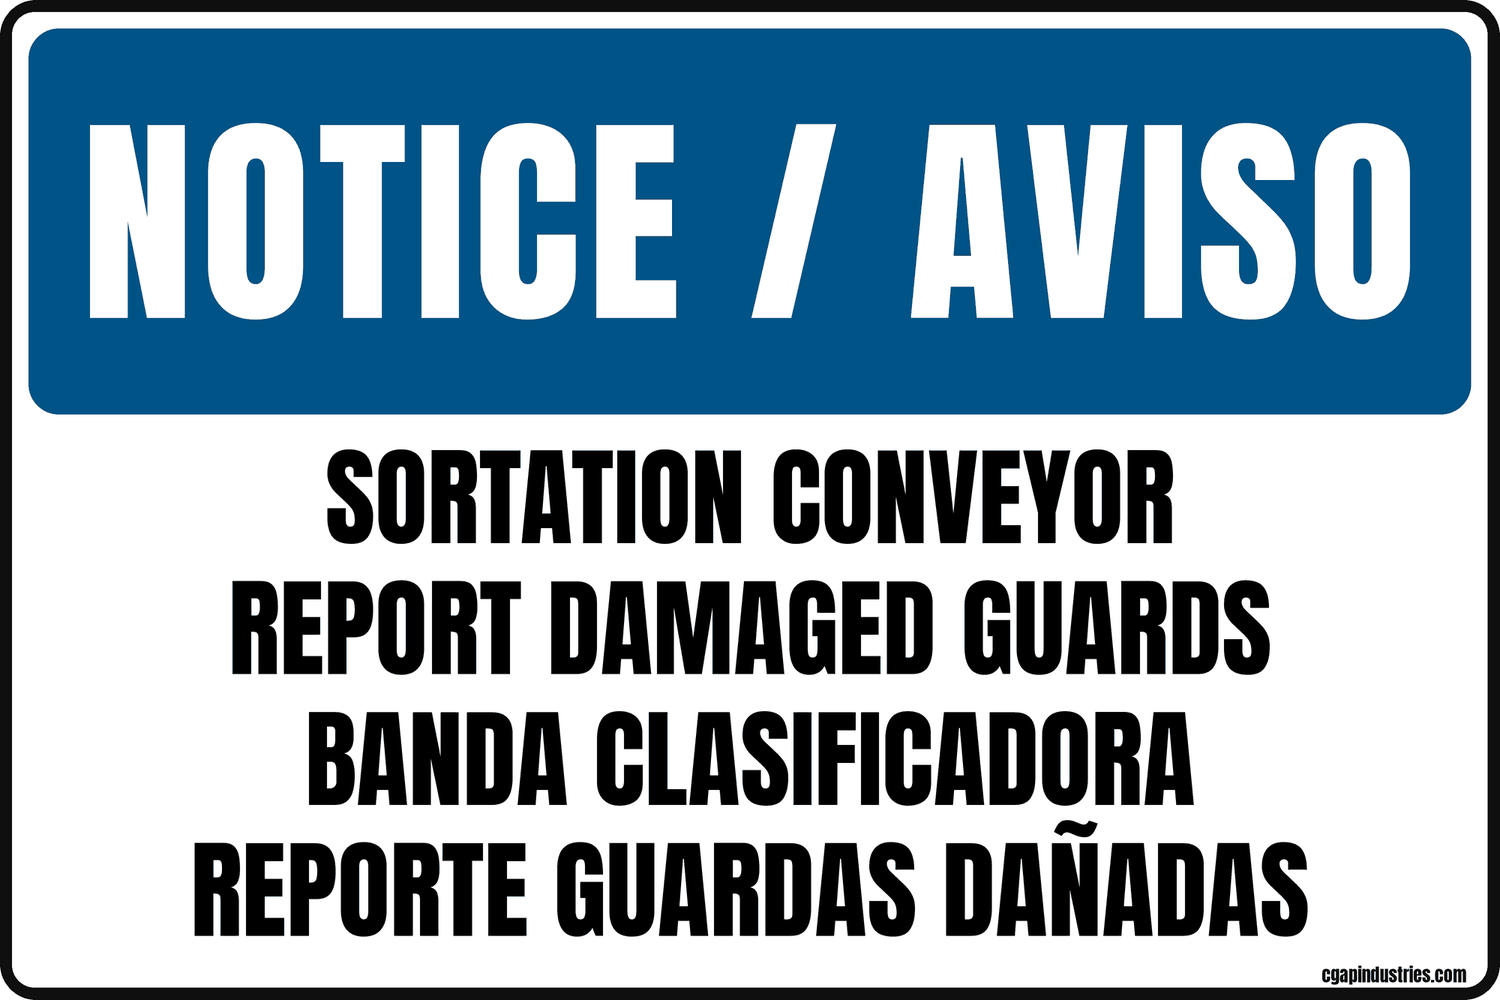 NOTICE / AVISO
SORTATION CONVEYOR
REPORT DAMAGED GUARDS
BANDA CLASIFICADORA
REPORTE GUARDAS DAÑADAS
cgapindustries.com